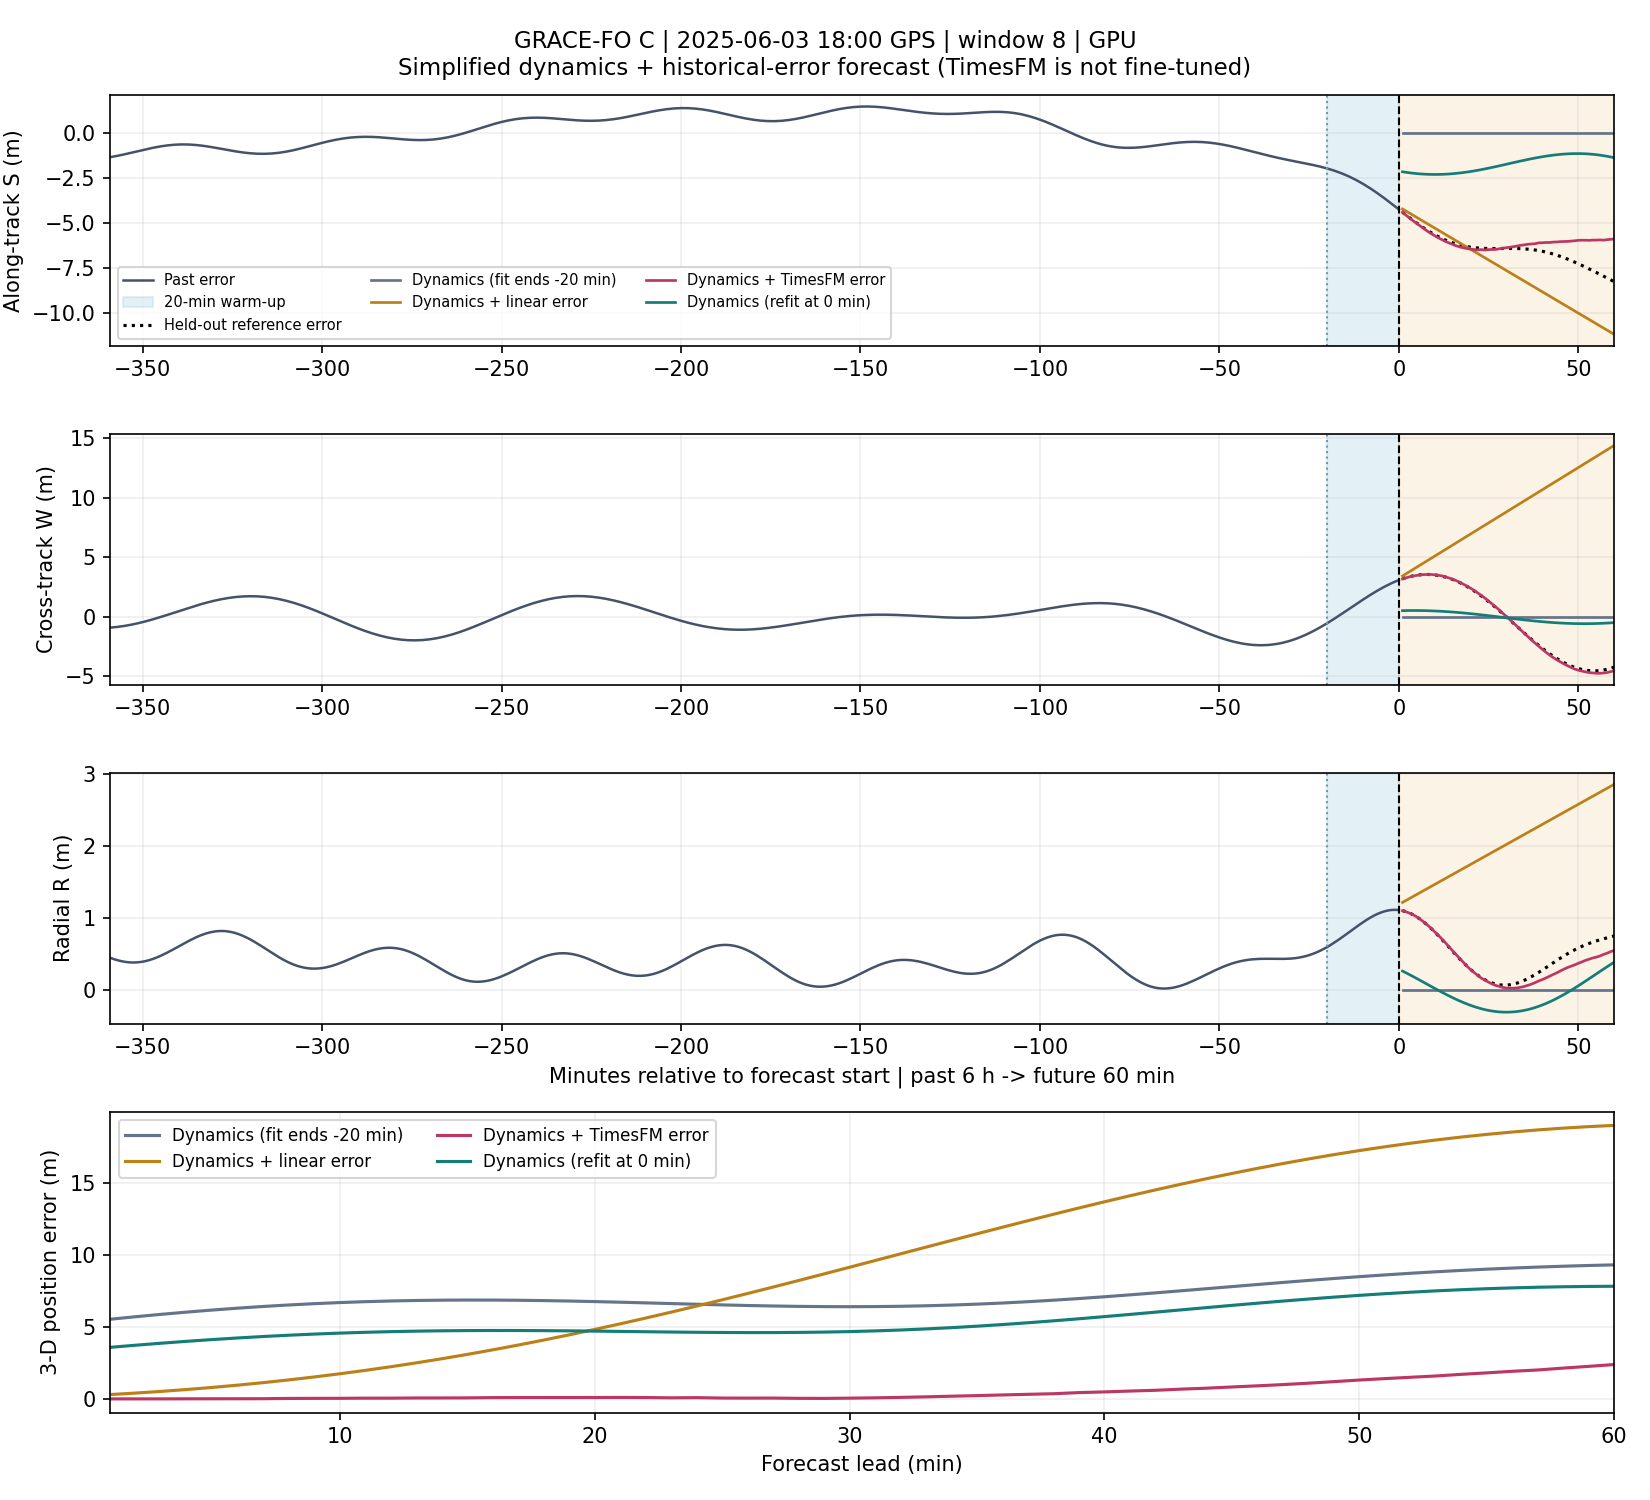 GRACE-FO C | 2025-06-03 18:00 GPS | window 8 | GPU
Simplified dynamics + historical-error forecast (TimesFM is not fine-tuned)
Along-track S (m)
0.0
−2.5
−5.0
−7.5
−10.0
Past error
20-min warm-up
Held-out reference error
Dynamics (fit ends -20 min)
Dynamics + linear error
Dynamics + TimesFM error
Dynamics (refit at 0 min)
−350 −300 −250 −200 −150 −100 −50 0 50
Cross-track W (m)
15
10
5
0
−5
−350 −300 −250 −200 −150 −100 −50 0 50
Radial R (m)
3
2
1
0
−350 −300 −250 −200 −150 −100 −50 0 50
Minutes relative to forecast start | past 6 h -> future 60 min
3-D position error (m)
15
10
5
0
Dynamics (fit ends -20 min)
Dynamics + linear error
Dynamics + TimesFM error
Dynamics (refit at 0 min)
10 20 30 40 50 60
Forecast lead (min)